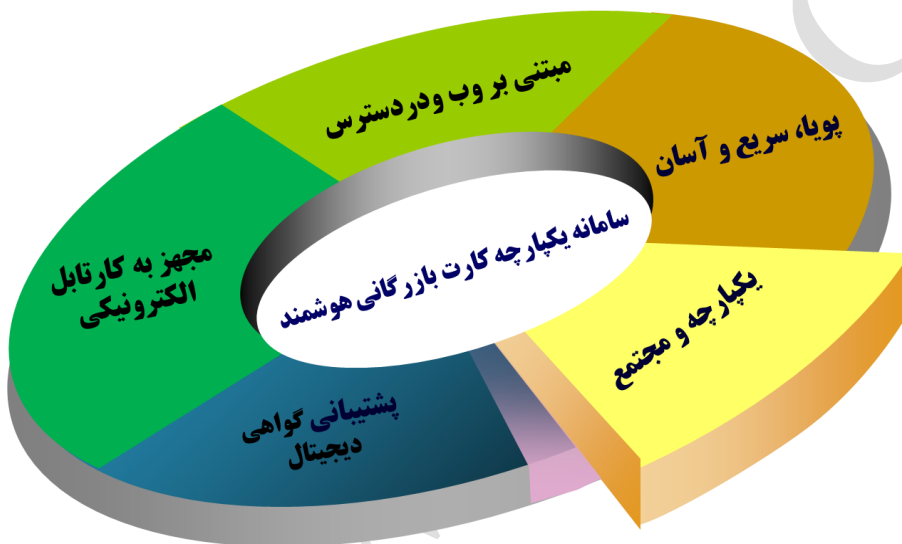 مبتنی بر وب ودردسترس
پویا، سریع و آسان
سامانه یکپارچه کارت بازرگانی هوشمند
مجهز به کارتابل
الکترونیکی
یکپارچه و مجتمع
پشتیبانی گواهی
دیجیتال